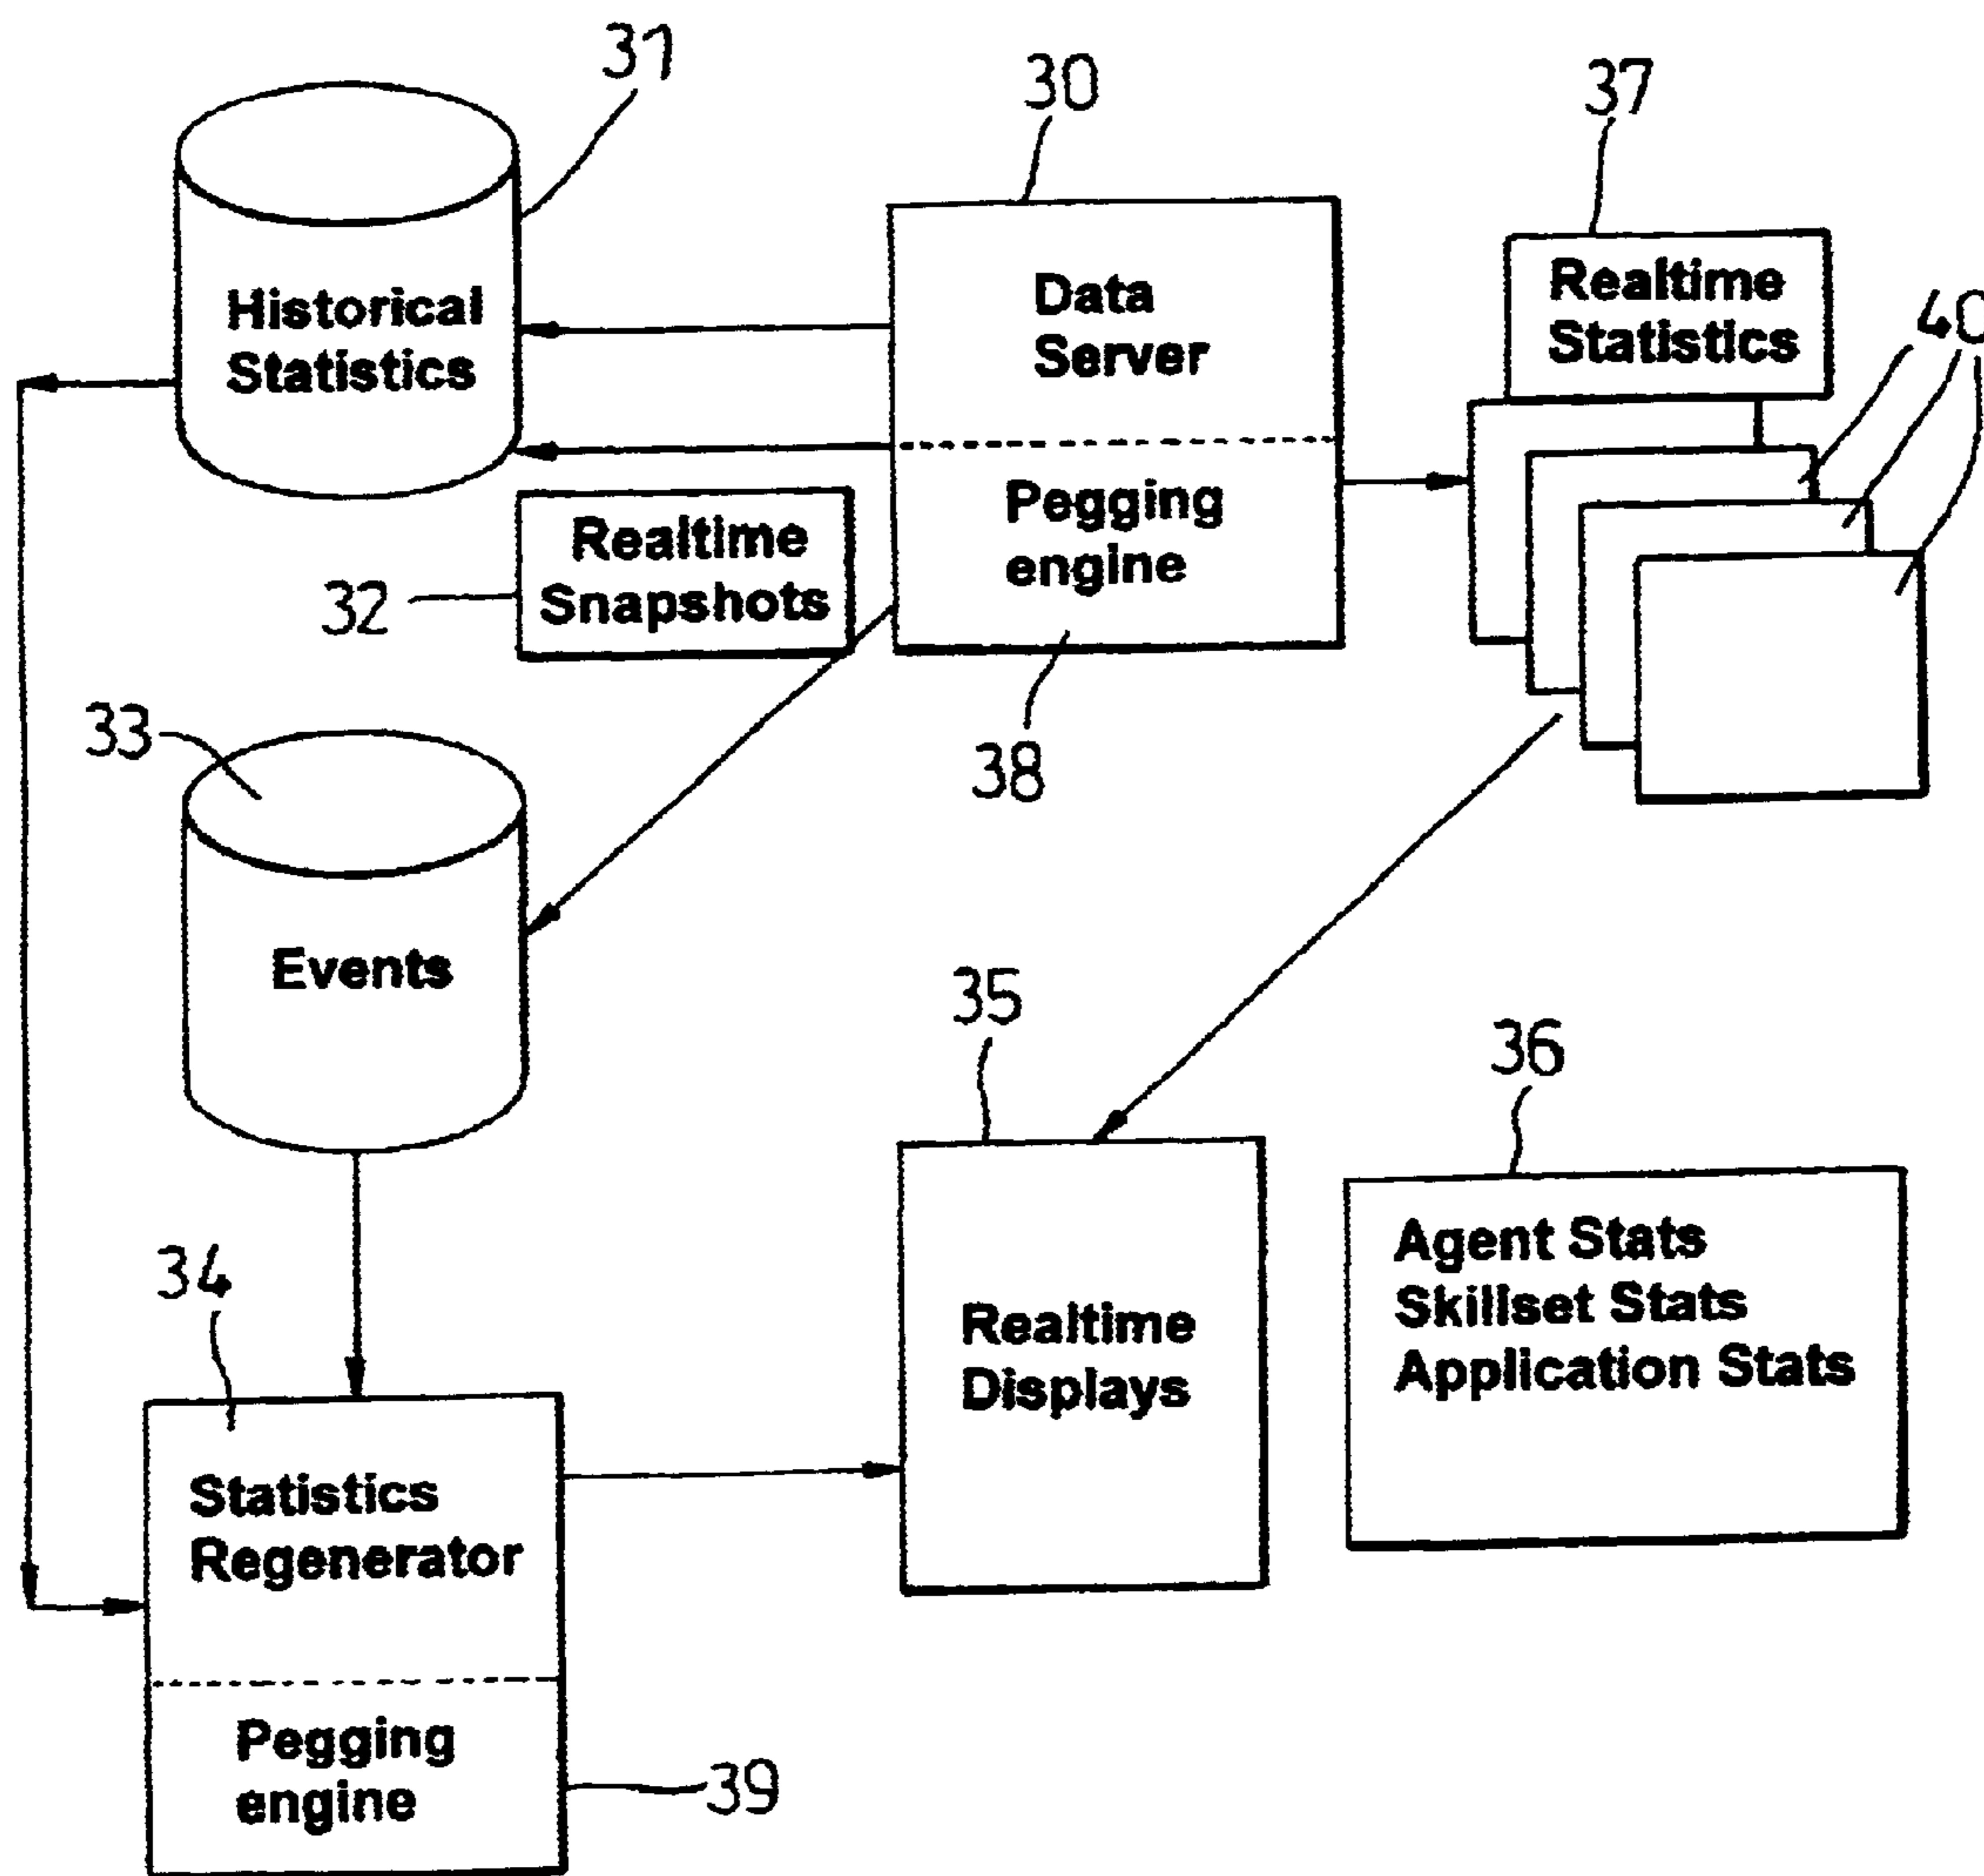 31
30
37
Historical
Statistics
Data
Server
Realtime
Statistics
40
Pegging
engine
Realtime
Snapshots
32
38
33
Events
35
36
34
Realtime
Displays
Agent Stats
Skillset Stats
Application Stats
Statistics
Regenerator
Pegging
engine
39